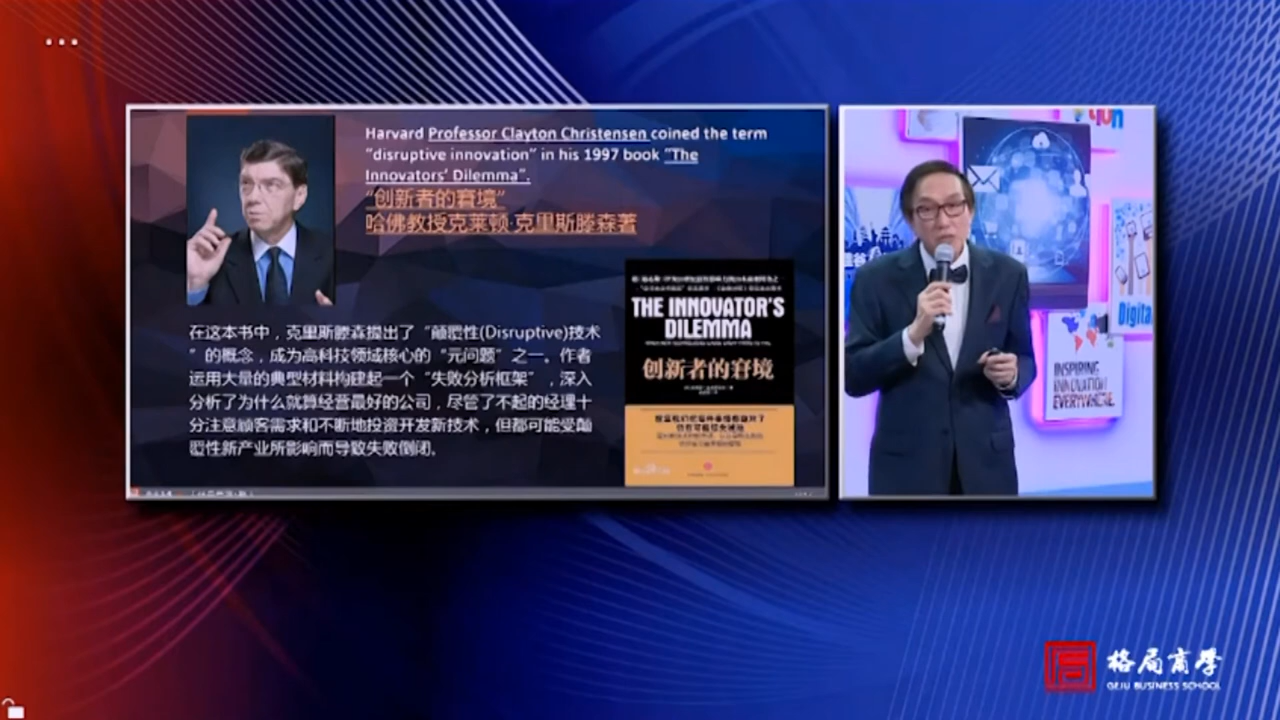 Harvard Professor Clayton Christensen coined the term
“disruptive innovation” in his 1997 book “The
Innovators’ Dilemma”.
“创新者的窘境”
哈佛教授克莱顿·克里斯滕森著
在这本书中，克里斯滕森提出了“颠覆性(Disruptive)技术
”的概念，成为高科技领域核心的“元问题”之一。作者
运用大量的典型材料构建起一个“失败分析框架”，深入
分析了为什么就算经营最好的公司，尽管了不起的经理十
分注意顾客需求和不断地投资开发新技术，但都可能受颠
覆性新产业所影响而导致失败倒闭。
THE INNOVATOR'S
DILEMMA
创新者的窘境
Digital
INSPIRING
INNOVATION
EVERYWHERE.
格局商学
GEJU BUSINESS SCHOOL